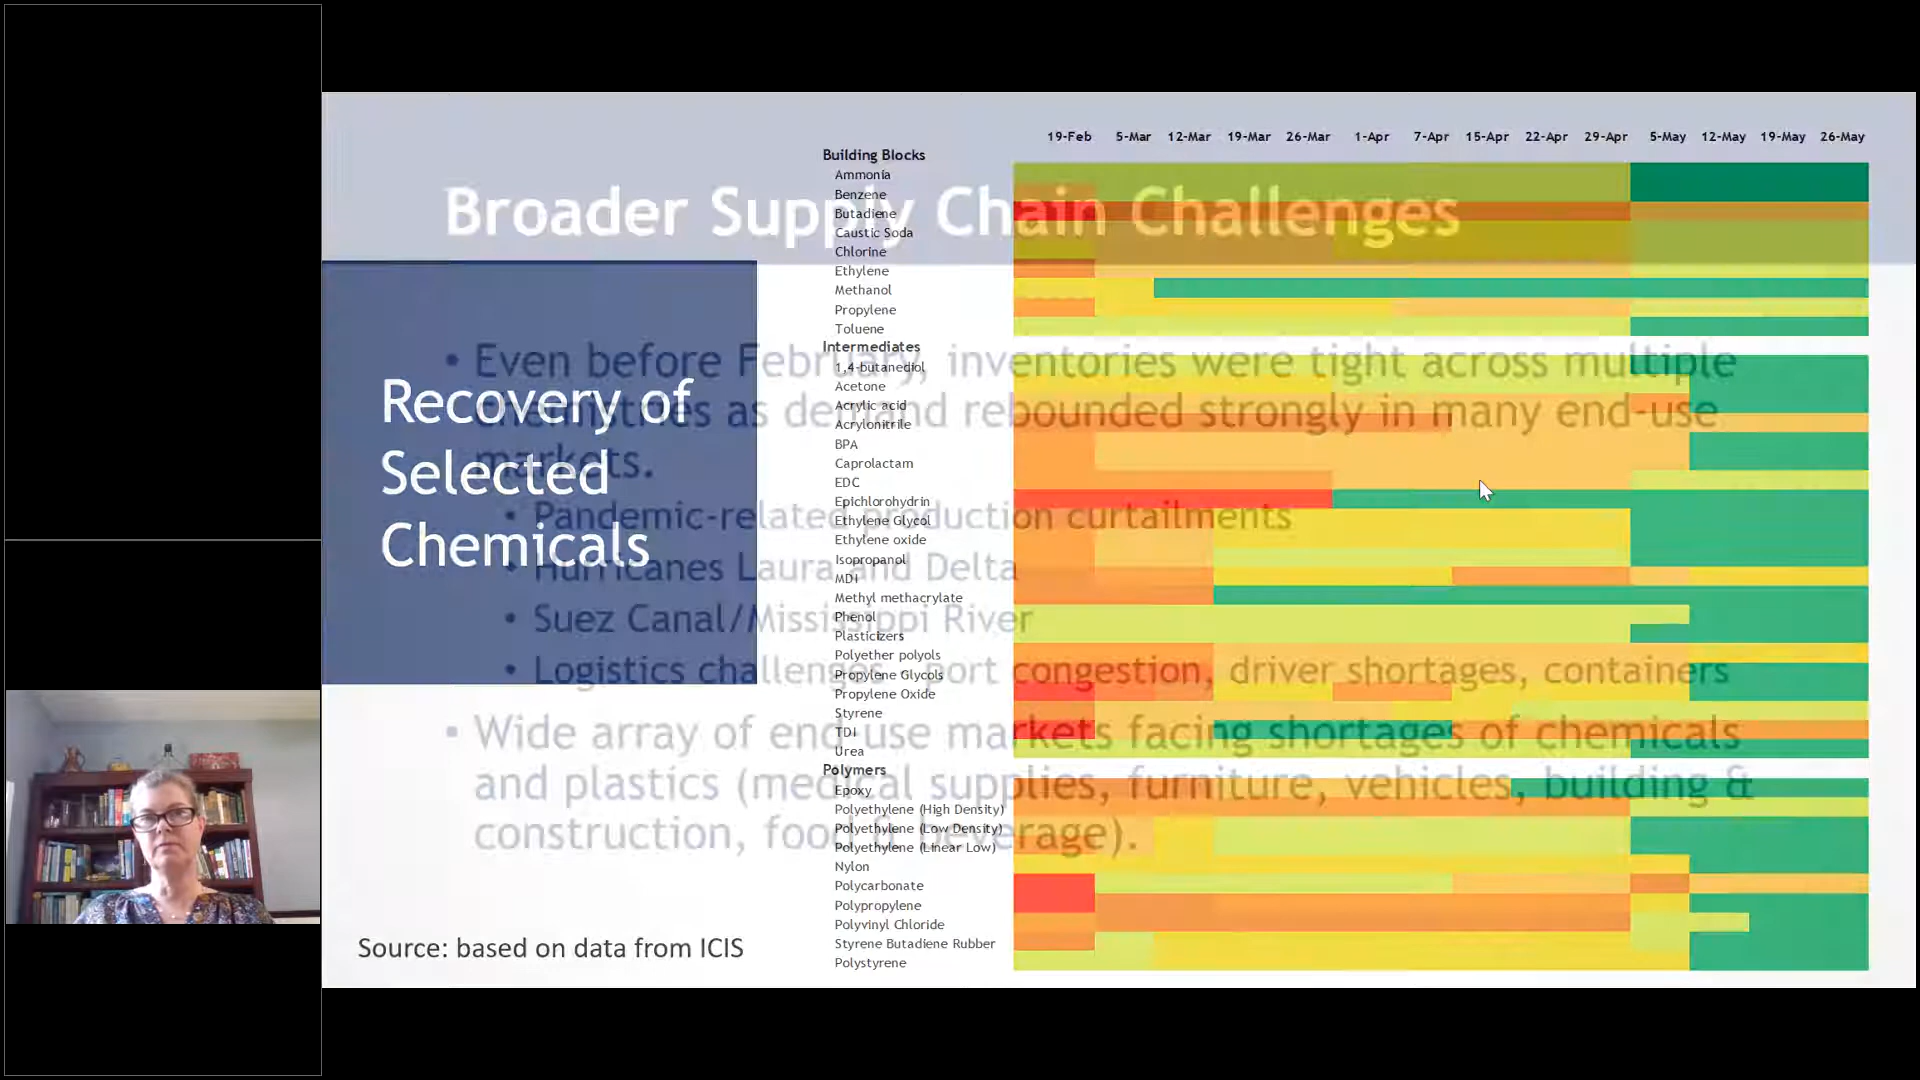 19-Feb 5-Mar 12-Mar 19-Mar 26-Mar 1-Apr 7-Apr 15-Apr 22-Apr 29-Apr 5-May 12-May 19-May 26-May
Broader Supply Chain Challenges
Recovery of
Selected
Chemicals
• Even before February, inventories were tight across multiple
chemistries as demand rebounded strongly in many end-use
markets.
• Pandemic-related production curtailments
• Hurricanes Laura and Delta
• Suez Canal/Mississippi River
• Logistics challenges port congestion, driver shortages, containers
• Wide array of end use markets facing shortages of chemicals
and plastics (medical supplies, furniture, vehicles, building &
construction, food & beverage).
Building Blocks
Ammonia
Benzene
Butadiene
Caustic Soda
Chlorine
Ethylene
Methanol
Propylene
Toluene
Intermediates
1,4-butanediol
Acetone
Acrylic acid
Acrylonitrile
BPA
Caprolactam
EDC
Epichlorohydrin
Ethylene Glycol
Ethylene oxide
Isopropanol
MDI
Methyl methacrylate
Phenol
Plasticizers
Polyether polyols
Propylene Glycols
Propylene Oxide
Styrene
TDI
Urea
Polymers
Epoxy
Polyethylene (High Density)
Polyethylene (Low Density)
Polyethylene (Linear Low)
Nylon
Polycarbonate
Polypropylene
Polyvinyl Chloride
Styrene Butadiene Rubber
Polystyrene
Source: based on data from ICIS